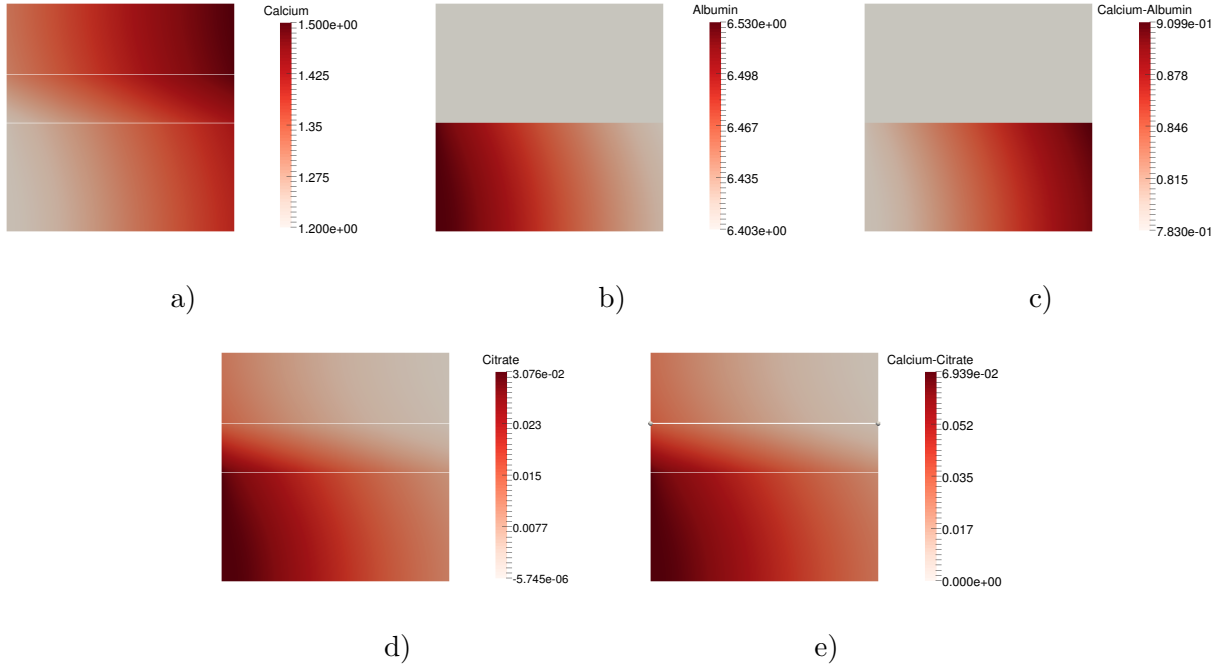 Calcium
1.500e+00
1.425
1.35
1.275
1.200e+00
Albumin
6.530e+00
6.498
6.467
6.435
6.403e+00
Calcium-Albumin
9.099e-01
0.878
0.846
0.815
7.830e-01
a)
b)
c)
Citrate
3.076e-02
0.023
0.015
0.0077
-5.745e-06
Calcium-Citrate
6.939e-02
0.052
0.035
0.017
0.000e+00
d)
e)